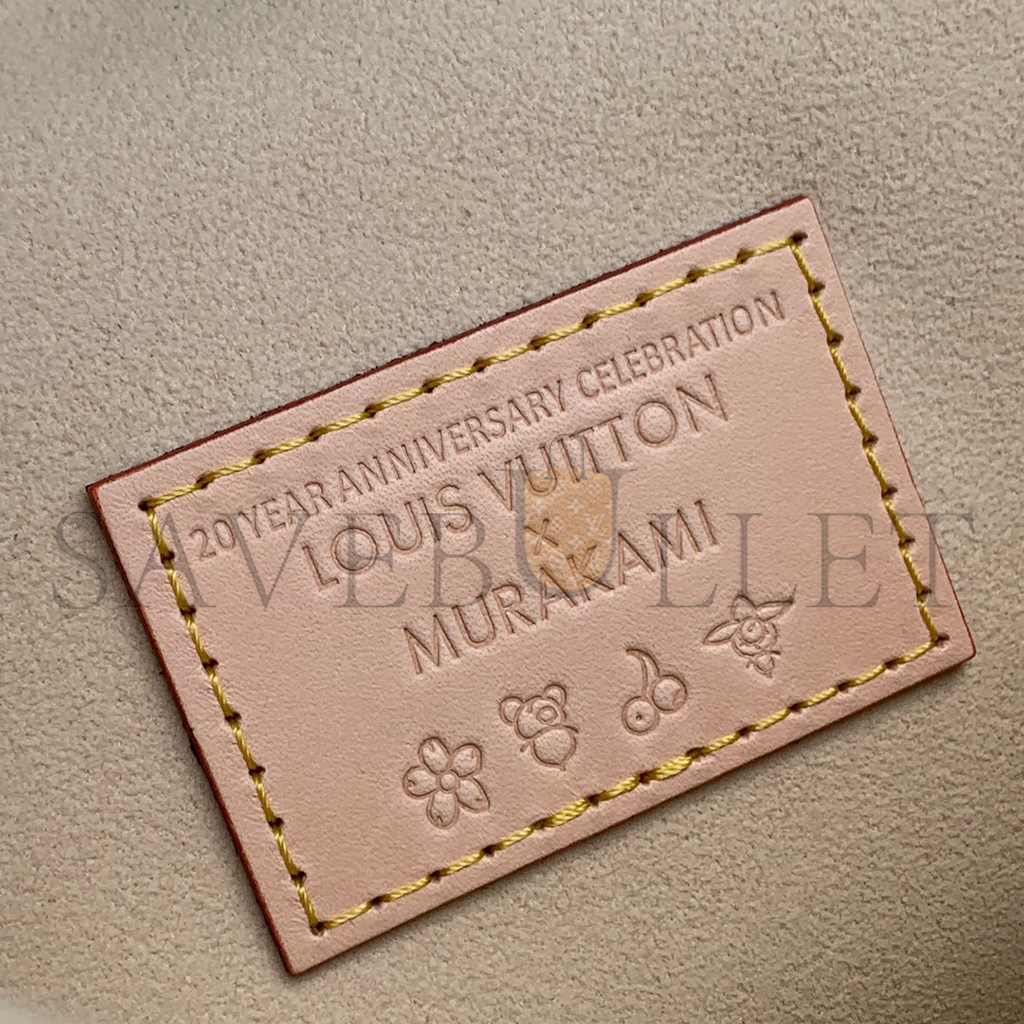 20 YEAR ANNIVERSARY CELEBRATION
LOUIS VUITTON
X
MURAKAMI
SAVEBULLET